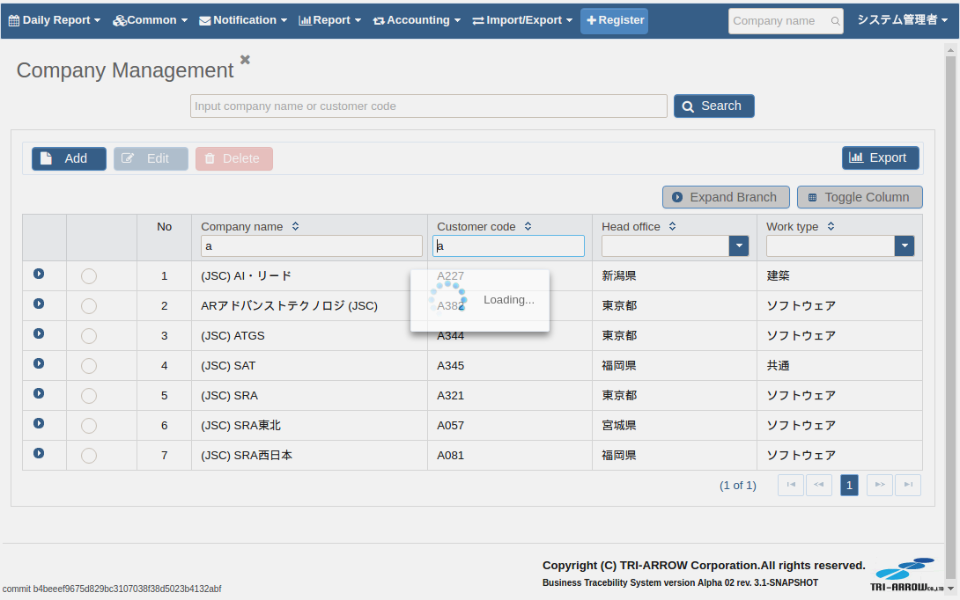 Daily Report Common Notification Report Accounting Import/Export Register Company name システム管理者
Company Management
Input company name or customer code Search
Add Edit Delete Export
Expand Branch Toggle Column
No Company name Customer code Head office Work type
a a
1 (JSC) AI・リード A227 新潟県 建築
2 ARアドバンストテクノロジ (JSC) A382 東京都 ソフトウェア
Loading...
3 (JSC) ATGS A344 東京都 ソフトウェア
4 (JSC) SAT A345 福岡県 共通
5 (JSC) SRA A321 東京都 ソフトウェア
6 (JSC) SRA東北 A057 宮城県 ソフトウェア
7 (JSC) SRA西日本 A081 福岡県 ソフトウェア
(1 of 1) 1
Copyright (C) TRI-ARROW Corporation.All rights reserved.
Business Tracebility System version Alpha 02 rev. 3.1-SNAPSHOT
TRI-ARROW CO.,LTD
commit b4beeef9675d829bc3107038f38d5023b4132abf